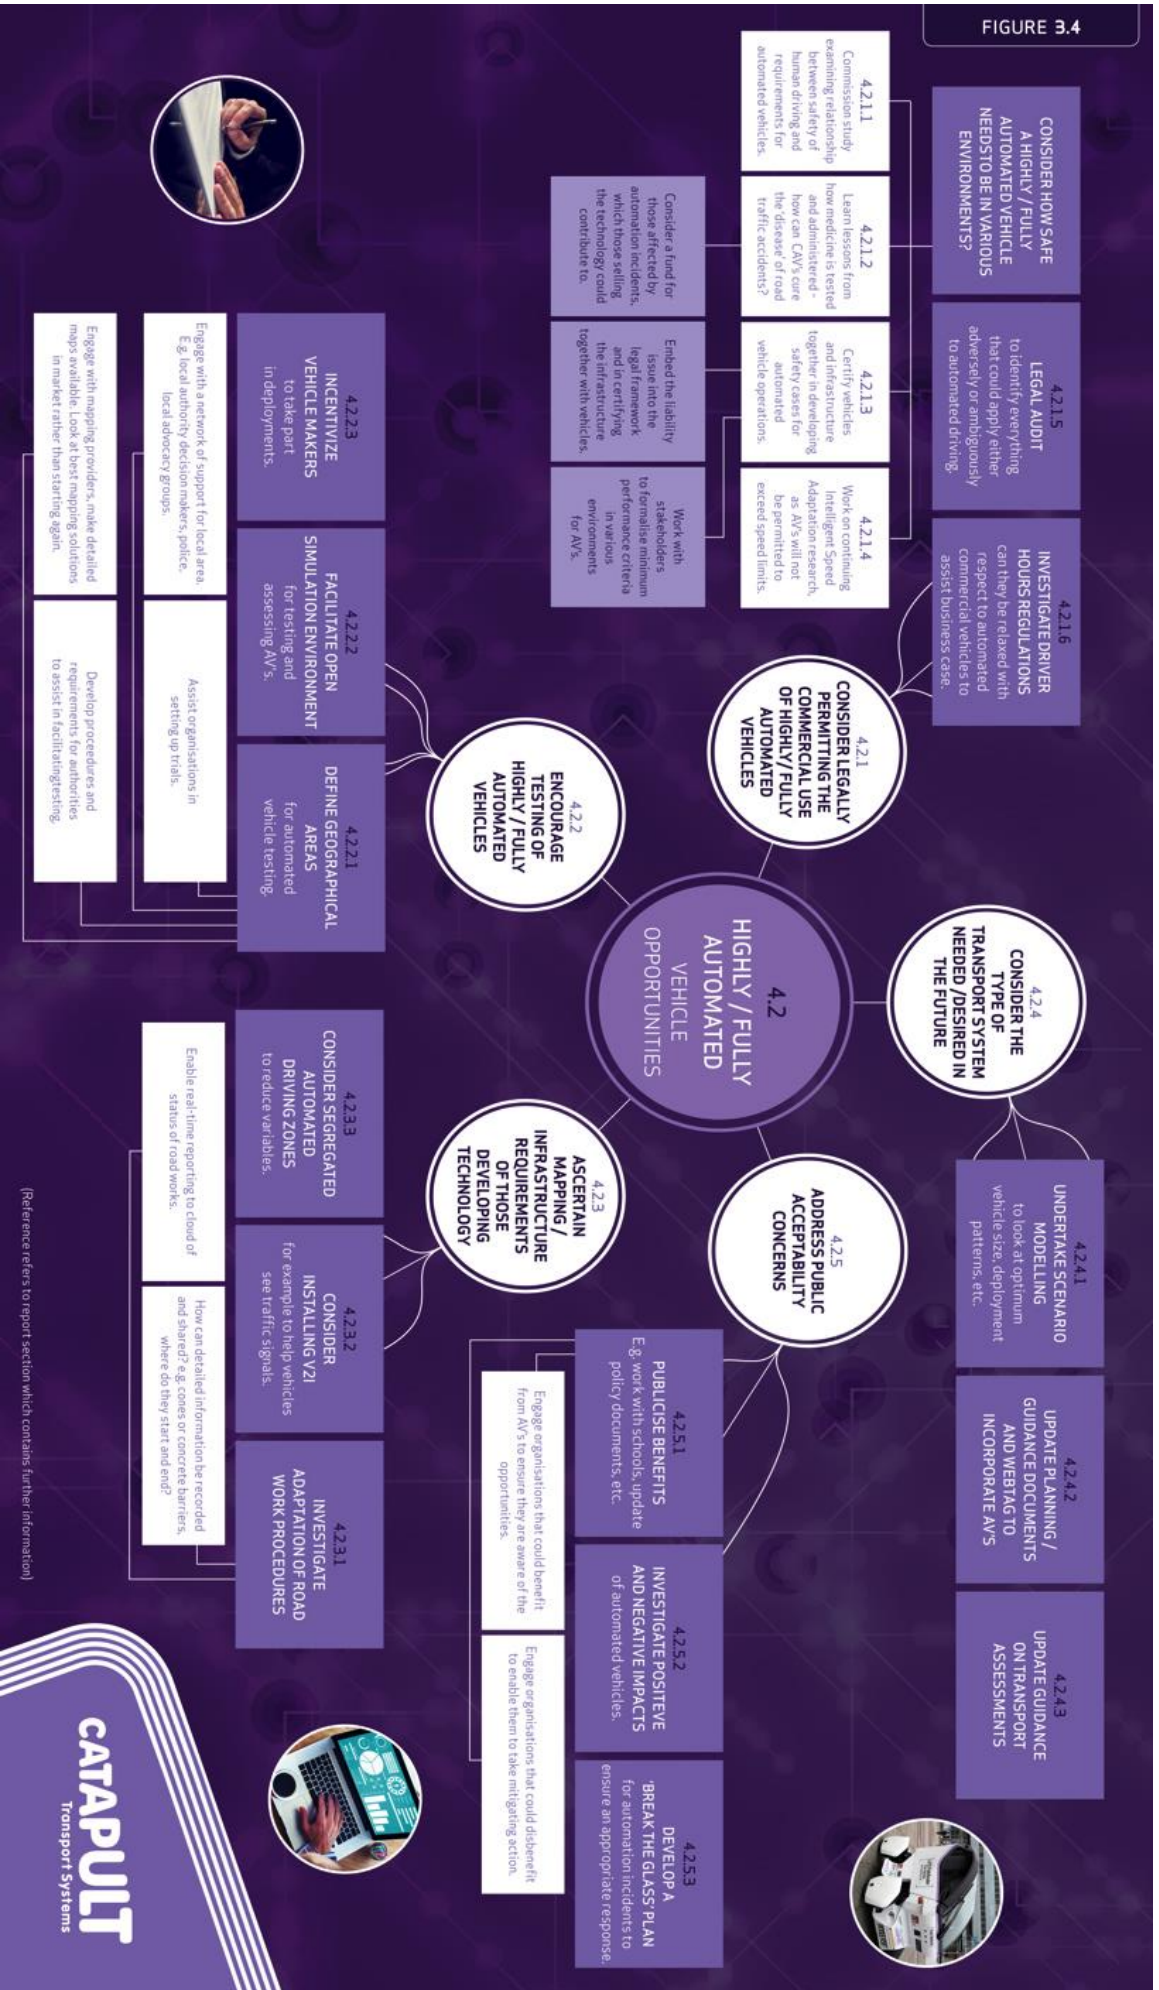 FIGURE 3.4
CONSIDER HOW SAFE
A HIGHLY / FULLY
AUTOMATED VEHICLE
NEEDSTO BE IN VARIOUS
ENVIRONMENTS?
4.2.1.5
LEGAL AUDIT
to identify everything
that could apply either
adversely or ambiguously
to automated driving.
4.2.1.6
INVESTIGATE DRIVER
HOURS REGULATIONS
can they be relaxed with
respect to automated
commercial vehicles to
assist business case.
4.2.1.1
Commission study
examining relationship
between safety of
human driving and
requirements for
automated vehicles.
4.2.1.2
Learn lessons from
how medicine is tested
and administered -
how can CAV's cure
the 'disease' of road
traffic accidents?
4.2.1.3
Certify vehicles
and infrastructure
together in developing
safety cases for
automated
vehicle operations.
4.2.1.4
Work on continuing
Intelligent Speed
Adaptation research,
as AV's will not
be permitted to
exceed speed limits.
Consider a fund for
those affected by
automation incidents,
which those selling
the technology could
contribute to.
Embed the liability
issue into the
legal framework
and in certifying
the infrastructure
together with vehicles.
Work with
stakeholders
to formalise minimum
performance criteria
in various
environments
for AV's.
4.2.1
CONSIDER LEGALLY
PERMITTING THE
COMMERCIAL USE
OF HIGHLY/ FULLY
AUTOMATED
VEHICLES
4.2.4
CONSIDER THE
TYPE OF
TRANSPORT SYSTEM
NEEDED /DESIRED IN
THE FUTURE
4.2.4.1
UNDERTAKE SCENARIO
MODELLING
to look at optimum
vehicle size, deployment
patterns, etc.
4.2.4.2
UPDATE PLANNING /
GUIDANCE DOCUMENTS
AND WEBTAG TO
INCORPORATE AV'S
4.2.4.3
UPDATE GUIDANCE
ON TRANSPORT
ASSESSMENTS
4.2
HIGHLY / FULLY
AUTOMATED
VEHICLE
OPPORTUNITIES
4.2.5
ADDRESS PUBLIC
ACCEPTABILITY
CONCERNS
4.2.5.1
PUBLICISE BENEFITS
E.g. work with schools, update
policy documents, etc.
4.2.5.2
INVESTIGATE POSITEVE
AND NEGATIVE IMPACTS
of automated vehicles.
4.2.5.3
DEVELOP A
'BREAK THE GLASS' PLAN
for automation incidents to
ensure an appropriate response.
Engage organisations that could benefit
from AV's to ensure they are aware of the
opportunities.
Engage organisations that could disbenefit
to enable them to take mitigating action.
4.2.2
ENCOURAGE
TESTING OF
HIGHLY / FULLY
AUTOMATED
VEHICLES
4.2.2.3
INCENTIVIZE
VEHICLE MAKERS
to take part
in deployments.
4.2.2.2
FACILITATE OPEN
SIMULATION ENVIRONMENT
for testing and
assessing AV's.
4.2.2.1
DEFINE GEOGRAPHICAL
AREAS
for automated
vehicle testing.
Engage with a network of support for local area.
E.g. local authority decision makers, police,
local advocacy groups.
Assist organisations in
setting up trials.
Engage with mapping providers, make detailed
maps available. Look at best mapping solutions
in market rather than starting again.
Develop proceedures and
requirements for authorities
to assist in facilitatingtesting.
4.2.3
ASCERTAIN
MAPPING /
INFRASTRUCTURE
REQUIREMENTS
OF THOSE
DEVELOPING
TECHNOLOGY
4.2.3.3
CONSIDER SEGREGATED
AUTOMATED
DRIVING ZONES
to reduce variables.
4.2.3.2
CONSIDER
INSTALLING V2I
for example to help vehicles
see traffic signals.
4.2.3.1
INVESTIGATE
ADAPTATION OF ROAD
WORK PROCEDURES
Enable real-time reporting to cloud of
status of road works.
How can detailed information be recorded
and shared? e.g. cones or concrete barriers,
where do they start and end?
(Reference refers to report section which contains further information)
CATAPULT
Transport Systems